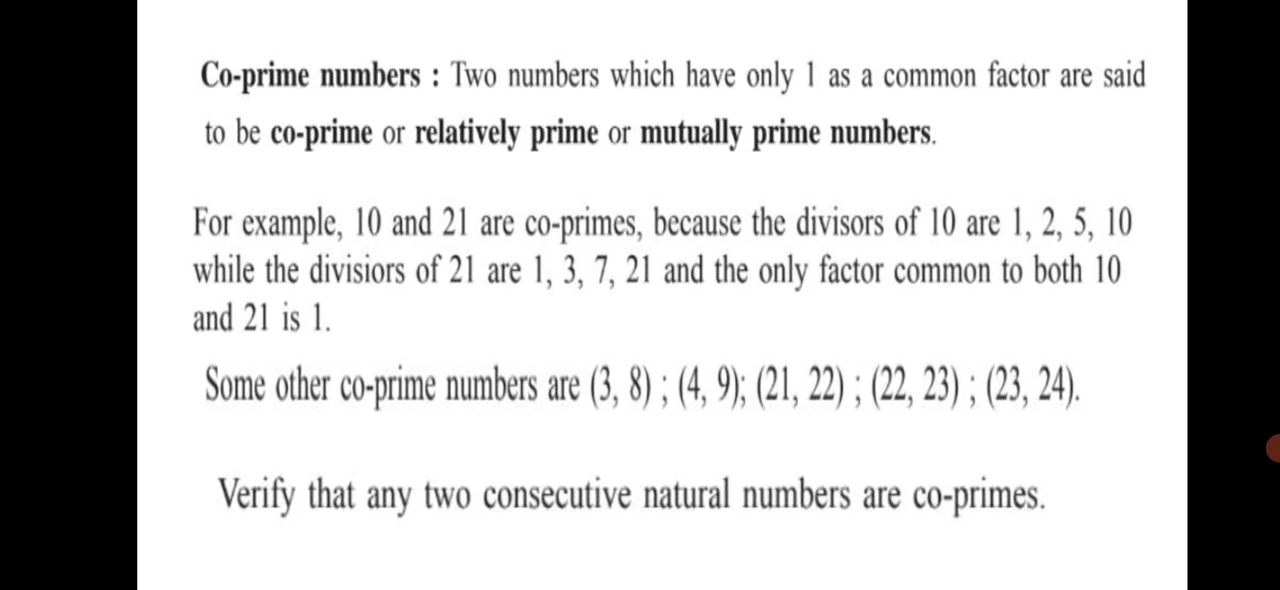 Co-prime numbers : Two numbers which have only 1 as a common factor are said
to be co-prime or relatively prime or mutually prime numbers.
For example, 10 and 21 are co-primes, because the divisors of 10 are 1, 2, 5, 10
while the divisiors of 21 are 1, 3, 7, 21 and the only factor common to both 10
and 21 is 1.
Some other co-prime numbers are (3, 8) ; (4, 9); (21, 22) ; (22, 23) ; (23, 24).
Verify that any two consecutive natural numbers are co-primes.